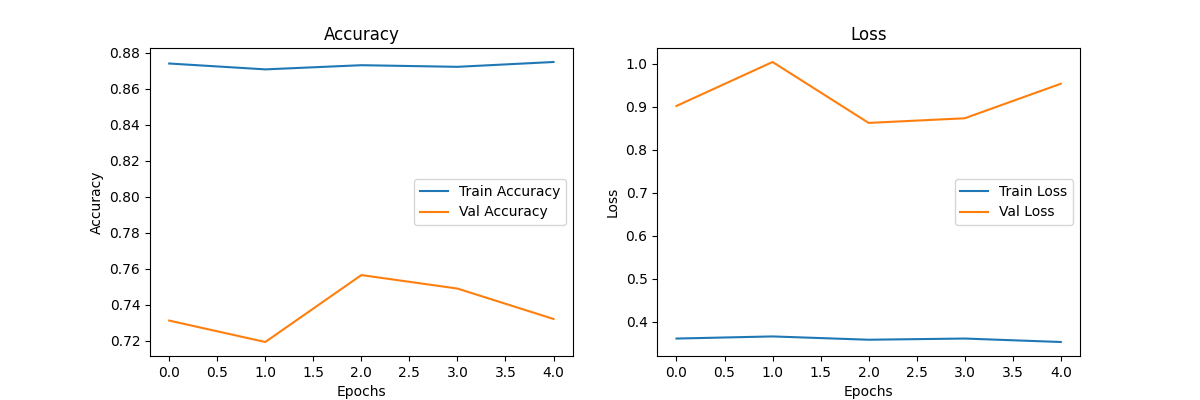 Accuracy
Accuracy
0.88
0.86
0.84
0.82
0.80
0.78
0.76
0.74
0.72
Train Accuracy
Val Accuracy
0.0 0.5 1.0 1.5 2.0 2.5 3.0 3.5 4.0
Epochs
Loss
Loss
1.0
0.9
0.8
0.7
0.6
0.5
0.4
Train Loss
Val Loss
0.0 0.5 1.0 1.5 2.0 2.5 3.0 3.5 4.0
Epochs